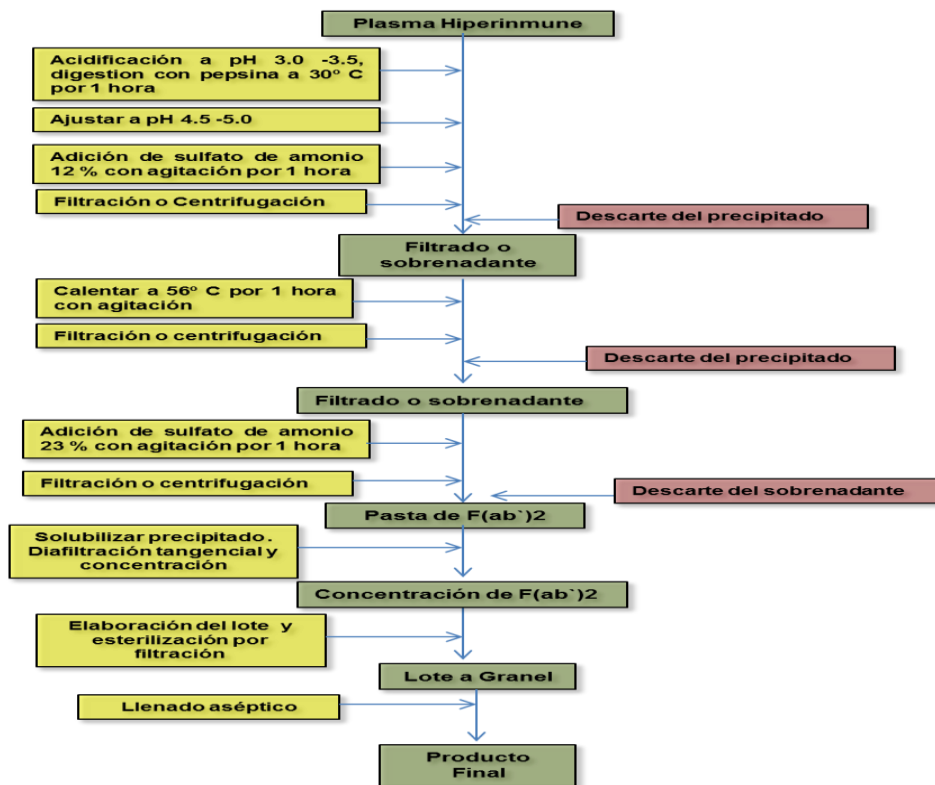 Plasma Hiperinmune
Acidificación a pH 3.0 -3.5,
digestion con pepsina a 30º C
por 1 hora
Ajustar a pH 4.5 -5.0
Adición de sulfato de amonio
12 % con agitación por 1 hora
Filtración o Centrifugación
Descarte del precipitado
Filtrado o
sobrenadante
Calentar a 56º C por 1 hora
con agitación
Filtración o centrifugación
Descarte del precipitado
Filtrado o sobrenadante
Adición de sulfato de amonio
23 % con agitación por 1 hora
Filtración o centrifugación
Descarte del sobrenadante
Pasta de F(ab`)2
Solubilizar precipitado.
Diafiltración tangencial y
concentración
Concentración de F(ab`)2
Elaboración del lote y
esterilización por
filtración
Lote a Granel
Llenado aséptico
Producto
Final